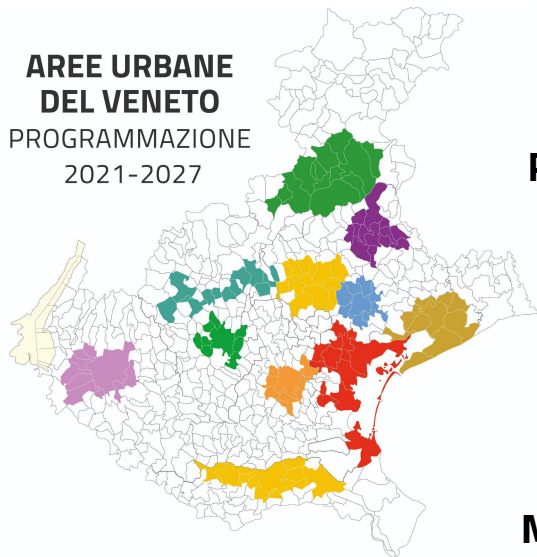 AREE URBANE
DEL VENETO
PROGRAMMAZIONE
2021-2027
P
M